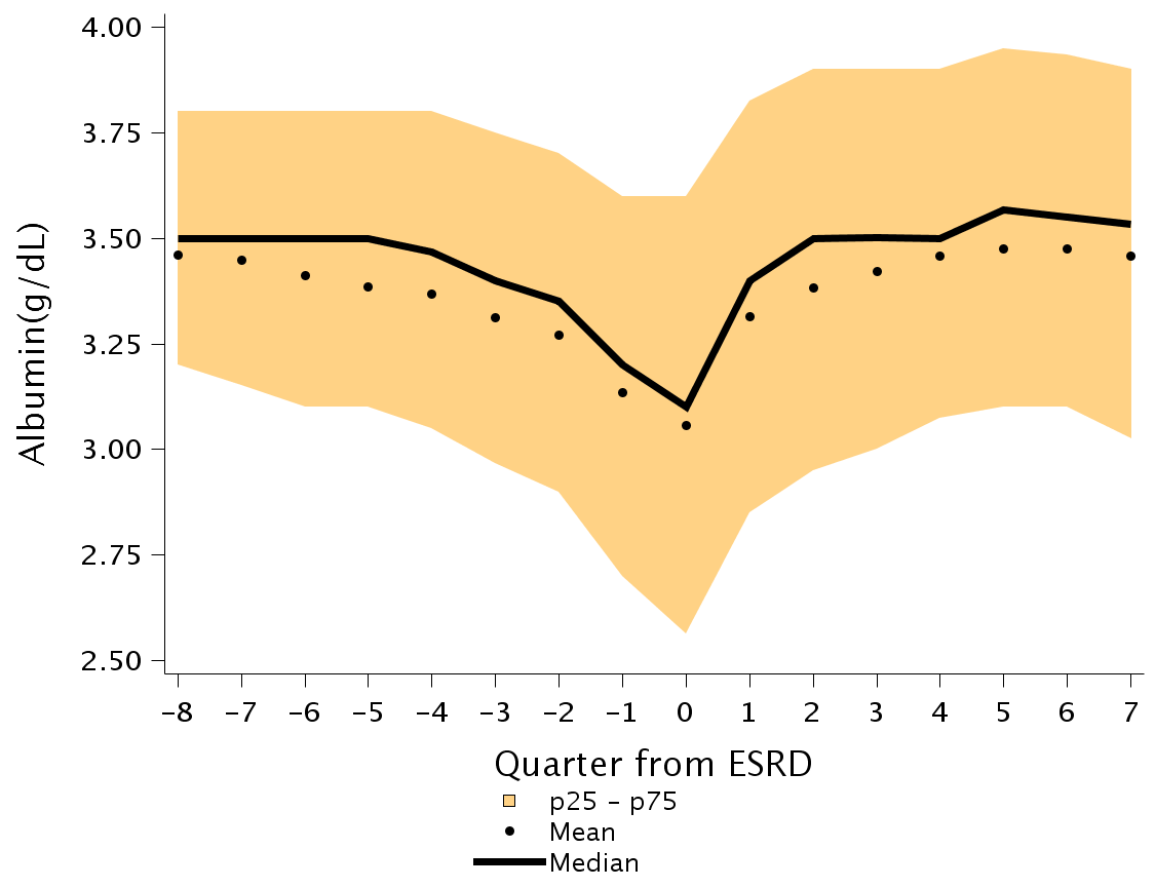 4.00
3.75
3.50
3.25
3.00
2.75
2.50
Albumin(g/dL)
−8 −7 −6 −5 −4 −3 −2 −1 0 1 2 3 4 5 6 7
Quarter from ESRD
p25 − p75
Mean
Median